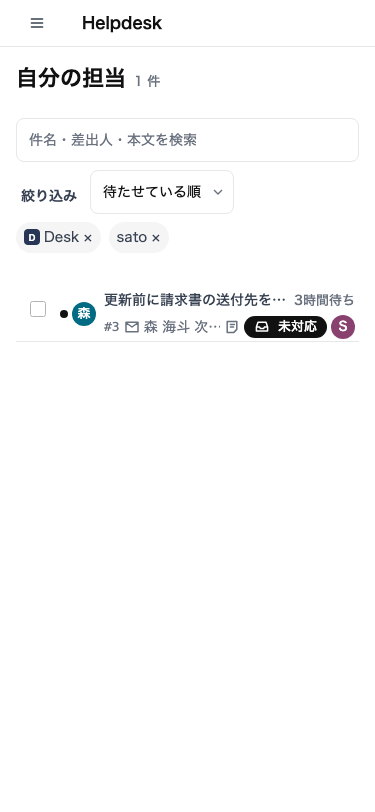 Helpdesk
自分の担当 1 件
件名・差出人・本文を検索
絞り込み 待たせている順
D Desk × sato ×
森 更新前に請求書の送付先を… 3時間待ち
#3 森 海斗 次… 未対応 S